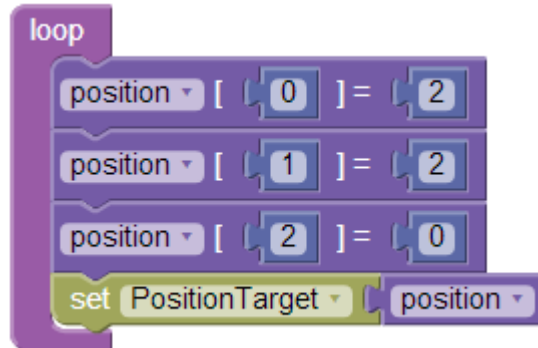 loop
position [ 0 ] = 2
position [ 1 ] = 2
position [ 2 ] = 0
set PositionTarget position